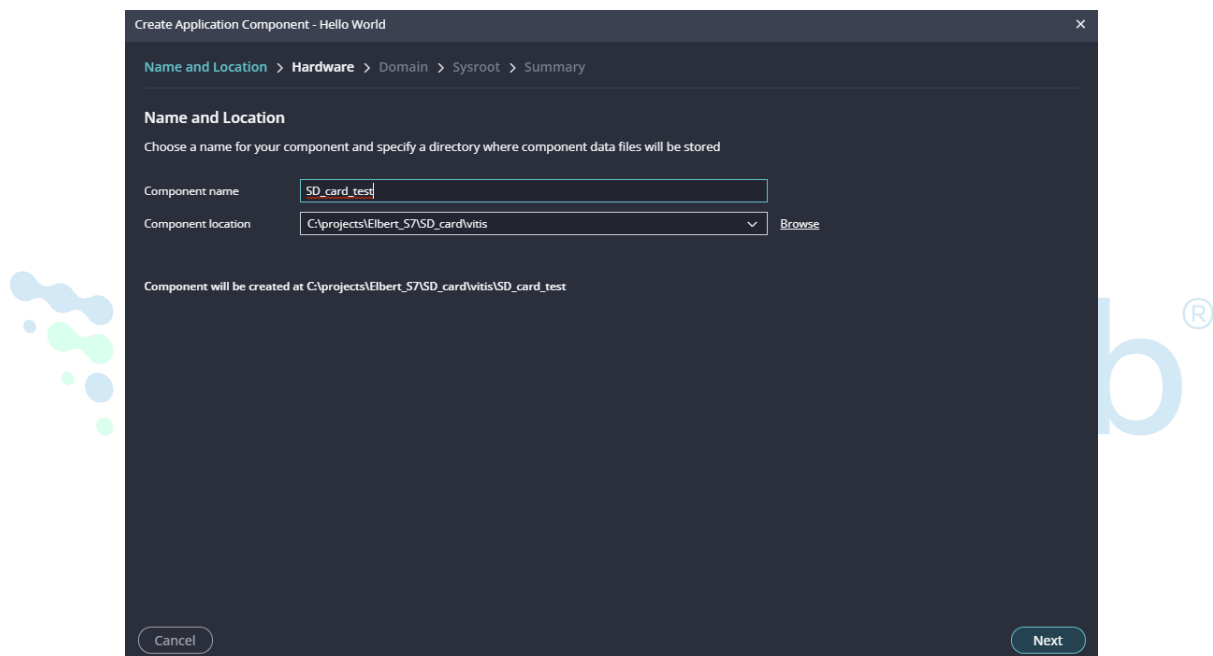 Create Application Component - Hello World
Name and Location > Hardware > Domain > Sysroot > Summary
Name and Location
Choose a name for your component and specify a directory where component data files will be stored
Component name SD_card_test
Component location C:\projects\Elbert_S7\SD_card\vitis Browse
Component will be created at C:\projects\Elbert_S7\SD_card\vitis\SD_card_test
b®
Cancel Next